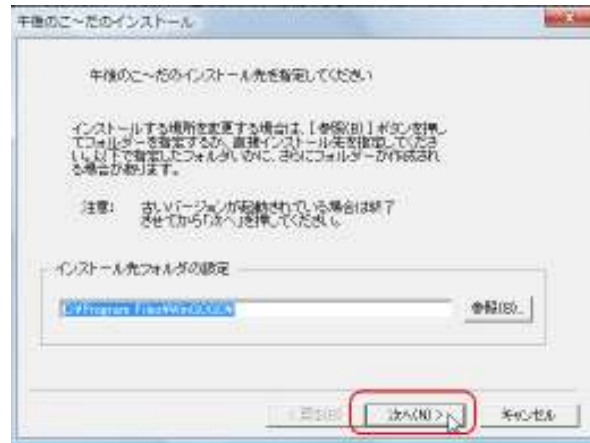 午後のこ～だのインストール
午後のこ～だのインストール先を指定してください
インストールする場所を変更する場合は、[参照(B)]ボタンを押し
てフォルダーを指定するか、直接インストール先を指定してくださ
い。以下で指定したフォルダいかに、さらにフォルダーが作成され
る場合があります。
注意: 古いバージョンが起動されている場合は終了
させてから「次へ」を押してください。
インストール先フォルダの設定
C:¥Program Files¥WinGOGO¥
参照(B)...
< 戻る(B)
次へ(N) >
キャンセル